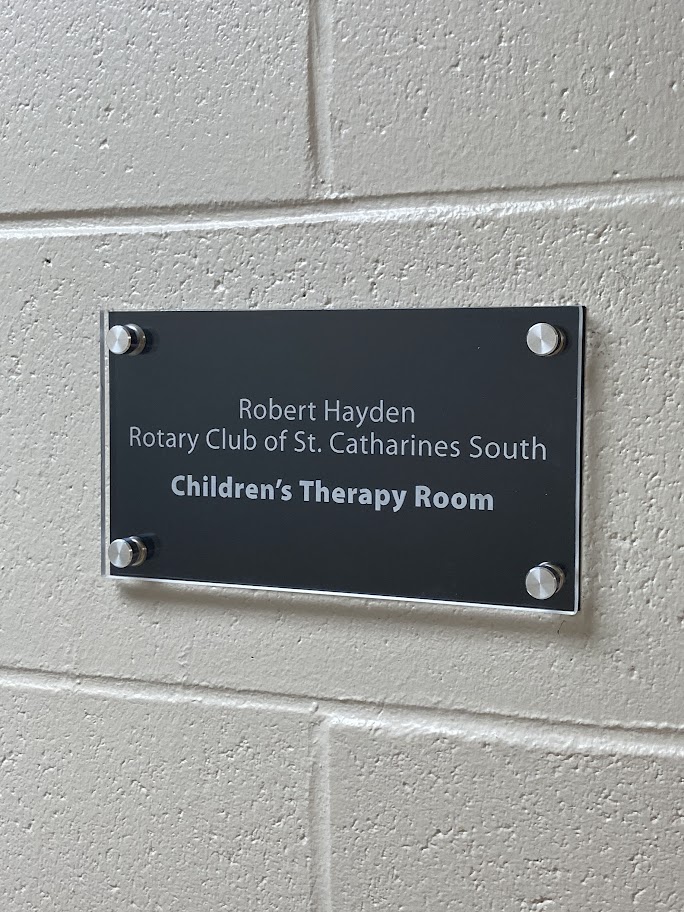 Robert Hayden
Rotary Club of St. Catharines South
Children’s Therapy Room